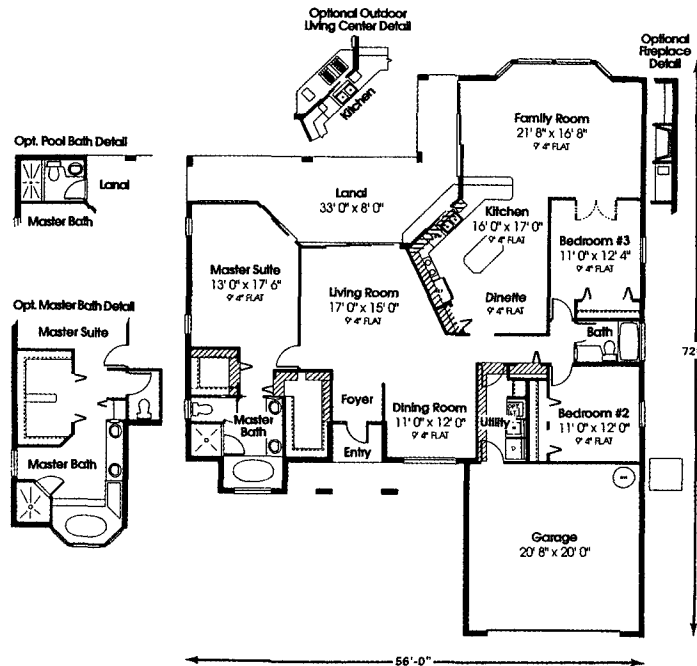 Optional Outdoor
Living Center Detail
Kitchen
Optional
Fireplace
Detail
Opt. Pool Bath Detail
Lanai
Master Bath
Family Room
21' 8" x 16' 8"
9' 4" FLAT
Lanai
33' 0" x 8' 0"
Kitchen
16' 0" x 17' 0"
9' 4" FLAT
Bedroom #3
11' 0" x 12' 4"
9' 4" FLAT
Master Suite
13' 0" x 17' 6"
9' 4" FLAT
Living Room
17' 0" x 15' 0"
9' 4" FLAT
Dinette
9' 4" FLAT
Opt. Master Bath Detail
Master Suite
Bath
72'
Foyer
Dining Room
11' 0" x 12' 0"
9' 4" FLAT
Master
Bath
Utility
Bedroom #2
11' 0" x 12' 0"
9' 4" FLAT
Entry
Master Bath
Garage
20' 8" x 20' 0"
56'-0"